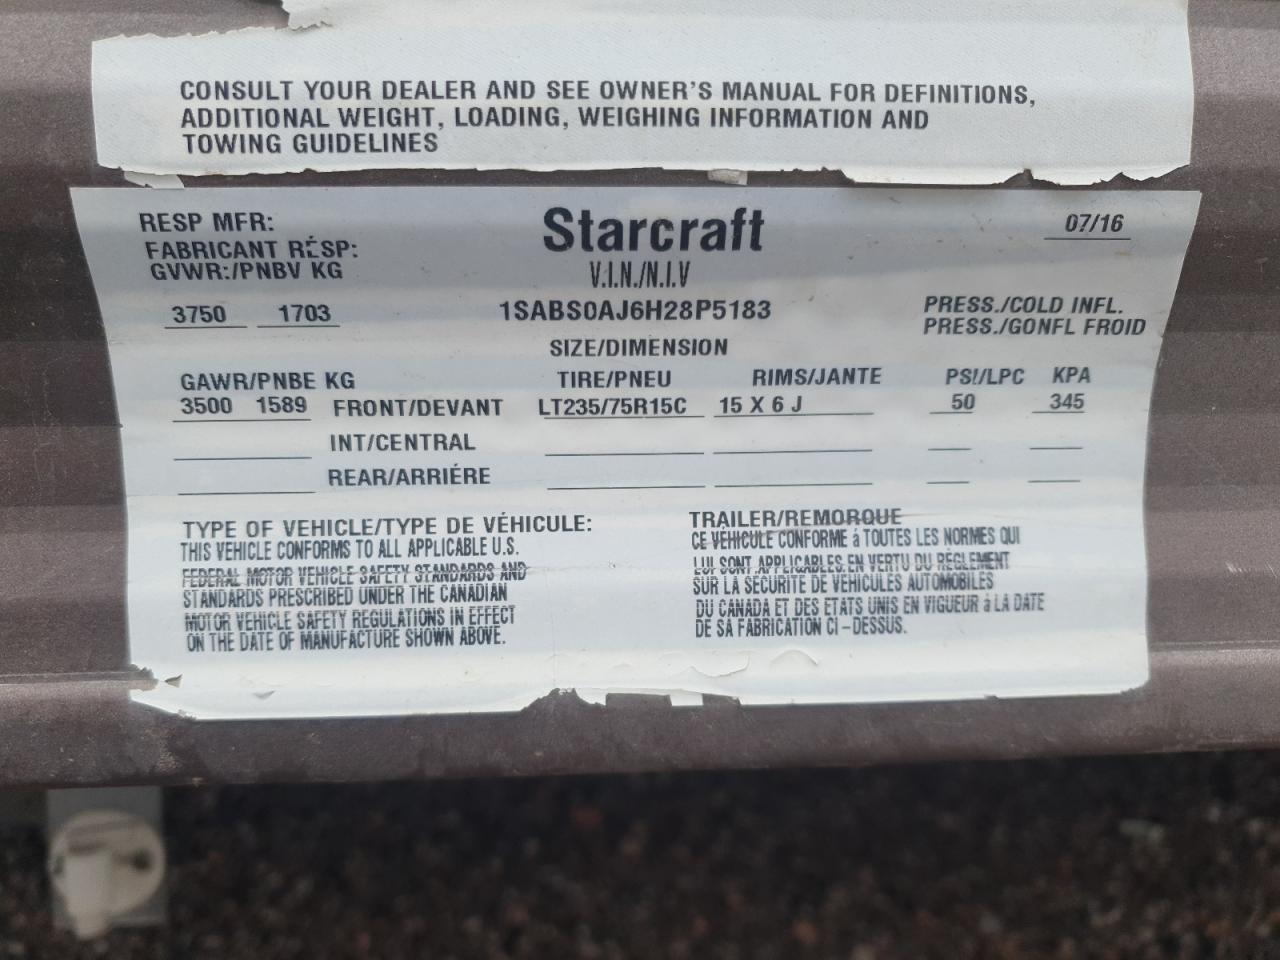 CONSULT YOUR DEALER AND SEE OWNER'S MANUAL FOR DEFINITIONS,
ADDITIONAL WEIGHT, LOADING, WEIGHING INFORMATION AND
TOWING GUIDELINES
RESP MFR: Starcraft 07/16
FABRICANT RÉSP:
GVWR:/PNBV KG V.I.N./N.I.V
3750 1703 1SABS0AJ6H28P5183 PRESS./COLD INFL.
PRESS./GONFL FROID
SIZE/DIMENSION
GAWR/PNBE KG TIRE/PNEU RIMS/JANTE PSI/LPC KPA
3500 1589 FRONT/DEVANT LT235/75R15C 15 X 6 J 50 345
INT/CENTRAL
REAR/ARRIÉRE
TYPE OF VEHICLE/TYPE DE VÉHICULE: TRAILER/REMORQUE
THIS VEHICLE CONFORMS TO ALL APPLICABLE U.S.
FEDERAL MOTOR VEHICLE SAFETY STANDARDS AND
STANDARDS PRESCRIBED UNDER THE CANADIAN
MOTOR VEHICLE SAFETY REGULATIONS IN EFFECT
ON THE DATE OF MANUFACTURE SHOWN ABOVE.
CE VÉHICULE CONFORME à TOUTES LES NORMES QUI
LUI SONT APPLICABLES EN VERTU DU RÈGLEMENT
SUR LA SÉCURITÉ DE VÉHICULES AUTOMOBILES
DU CANADA ET DES ETATS UNIS EN VIGUEUR à LA DATE
DE SA FABRICATION CI-DESSUS.